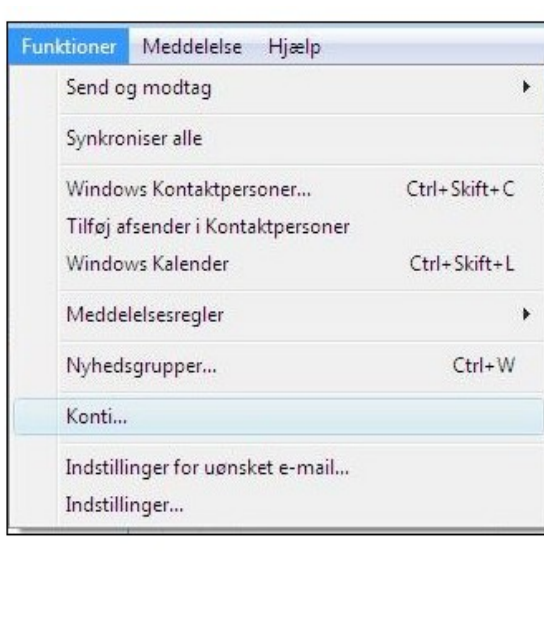 Funktioner Meddelelse Hjælp
Send og modtag
Synkroniser alle
Windows Kontaktpersoner... Ctrl+Skift+C
Tilføj afsender i Kontaktpersoner
Windows Kalender Ctrl+Skift+L
Meddelelsesregler
Nyhedsgrupper... Ctrl+W
Konti...
Indstillinger for uønsket e-mail...
Indstillinger...